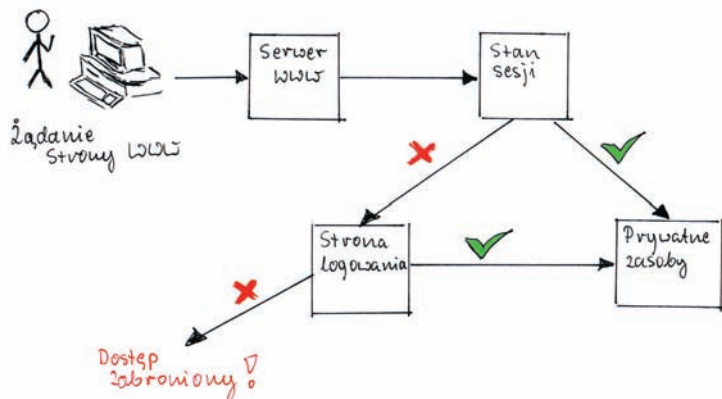 Żądanie
Strony WWW
Serwer
WWW
Stan
sesji
Strona
logowania
Prywatne
zasoby
Dostęp
zabroniony!